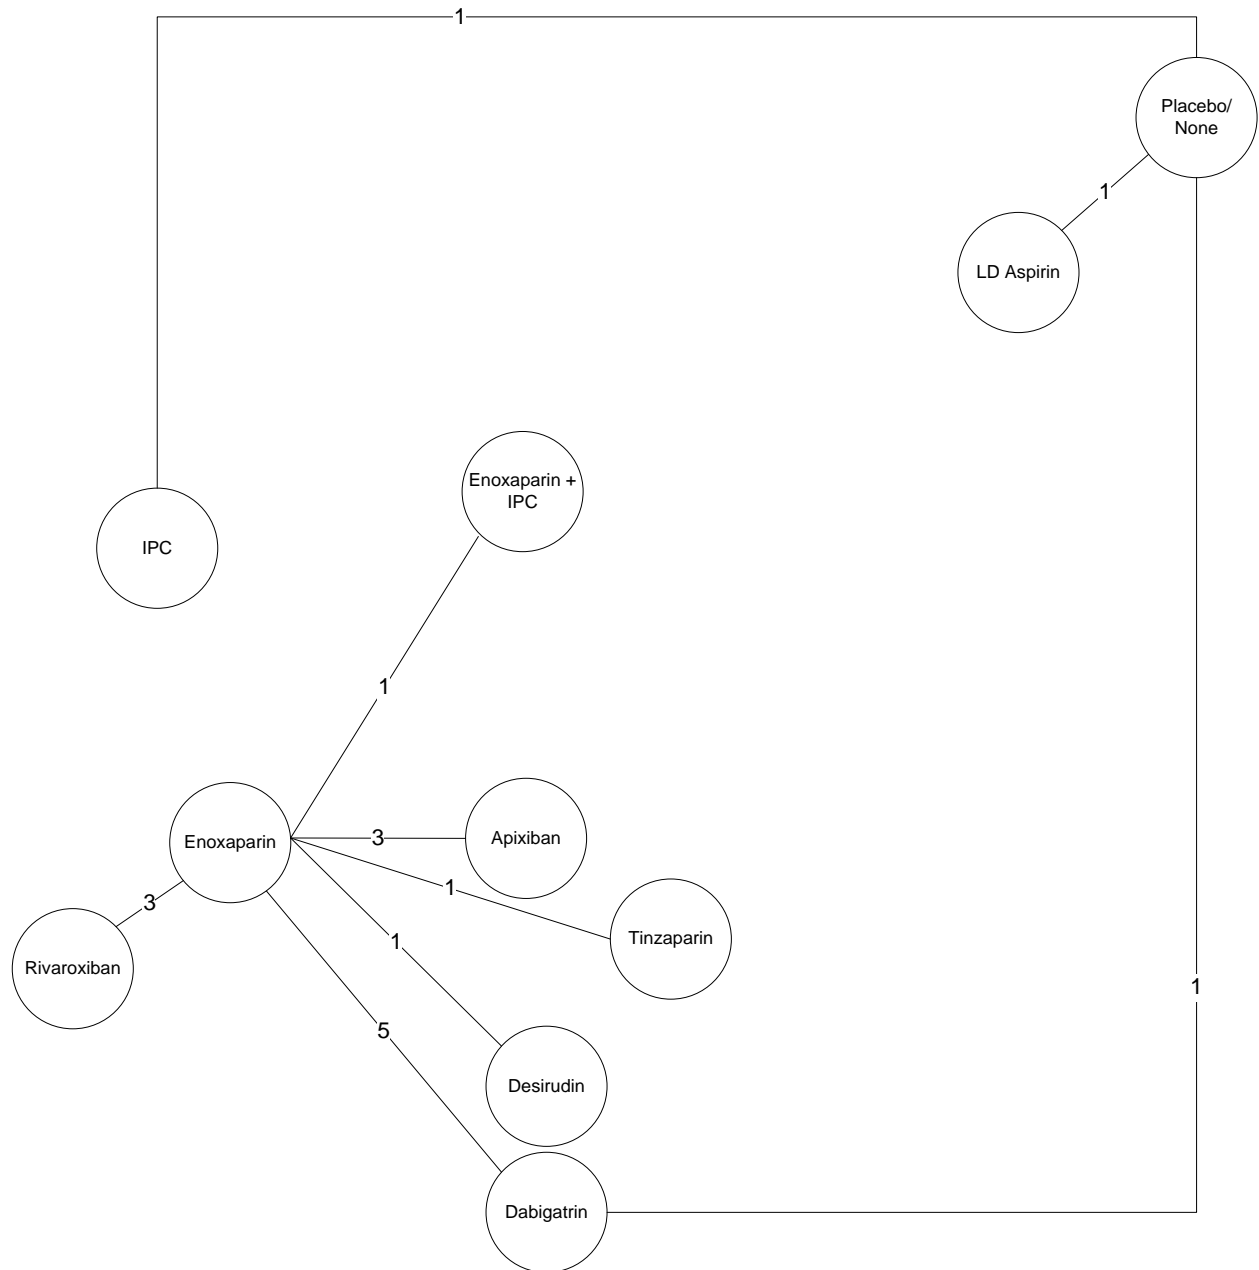 1
Placebo/
None
1
LD Aspirin
Enoxaparin +
IPC
IPC
1
Enoxaparin
3
Apixiban
1
Tinzaparin
3
Rivaroxiban
1
1
5
Desirudin
Dabigatrin